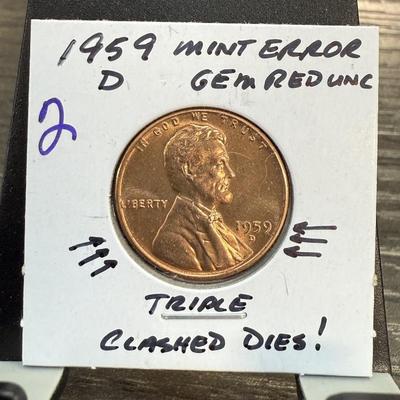 1959 MINT ERROR
D GEM RED UNC
2
IN GOD WE TRUST
LIBERTY
1959
D
TRIPLE
CLASHED DIES!